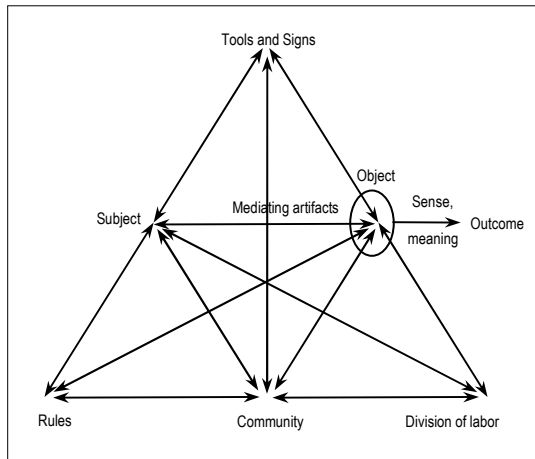 Tools and Signs
Object
Mediating artifacts
Sense,
Subject
Outcome
meaning
Rules
Community
Division of labor